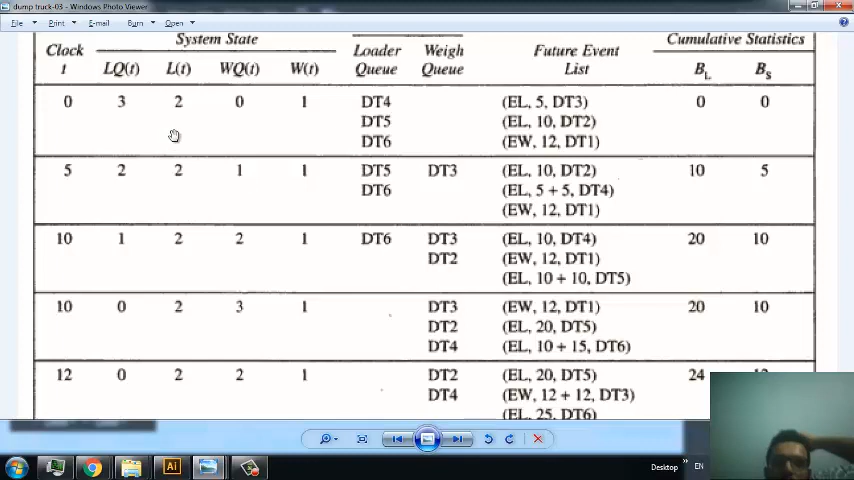 dump truck-03 - Windows Photo Viewer
File Print E-mail Burn Open
System State Cumulative Statistics
Clock Loader Weigh Future Event
t LQ(t) L(t) WQ(t) W(t) Queue Queue List BL BS
0 3 2 0 1 DT4 (EL, 5, DT3) 0 0
DT5 (EL, 10, DT2)
DT6 (EW, 12, DT1)
5 2 2 1 1 DT5 DT3 (EL, 10, DT2) 10 5
DT6 (EL, 5 + 5, DT4)
(EW, 12, DT1)
10 1 2 2 1 DT6 DT3 (EL, 10, DT4) 20 10
DT2 (EW, 12, DT1)
(EL, 10 + 10, DT5)
10 0 2 3 1 DT3 (EW, 12, DT1) 20 10
DT2 (EL, 20, DT5)
DT4 (EL, 10 + 15, DT6)
12 0 2 2 1 DT2 (EL, 20, DT5) 24
DT4 (EW, 12 + 12, DT3)
(EL, 25, DT6)
Desktop EN